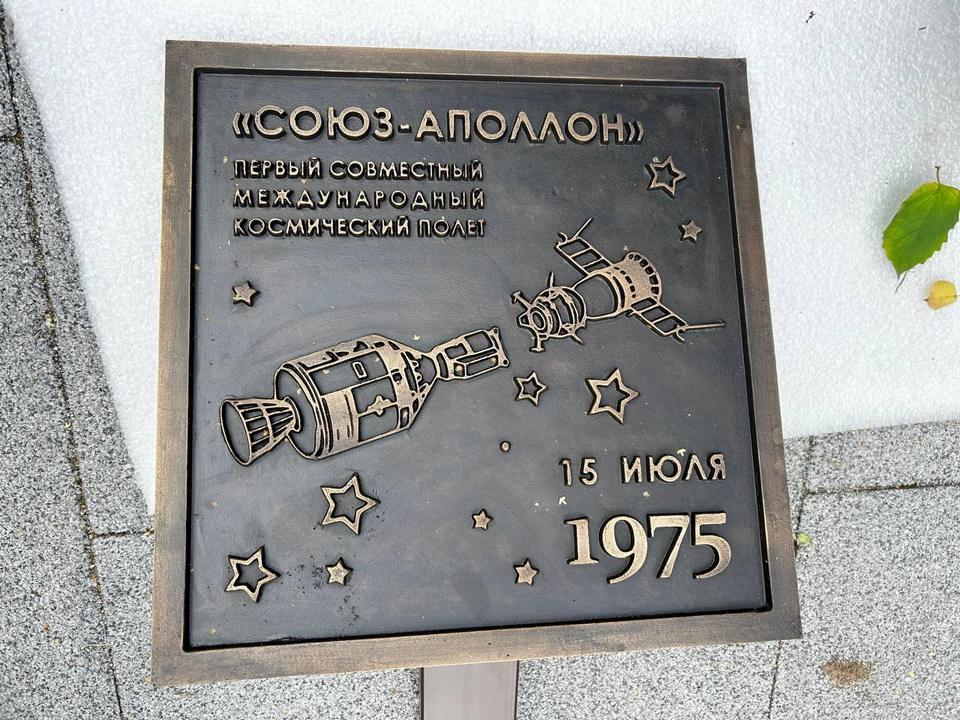 «СОЮЗ-АПОЛЛОН»
ПЕРВЫЙ СОВМЕСТНЫЙ
МЕЖДУНАРОДНЫЙ
КОСМИЧЕСКИЙ ПОЛЕТ
15 ИЮЛЯ
1975